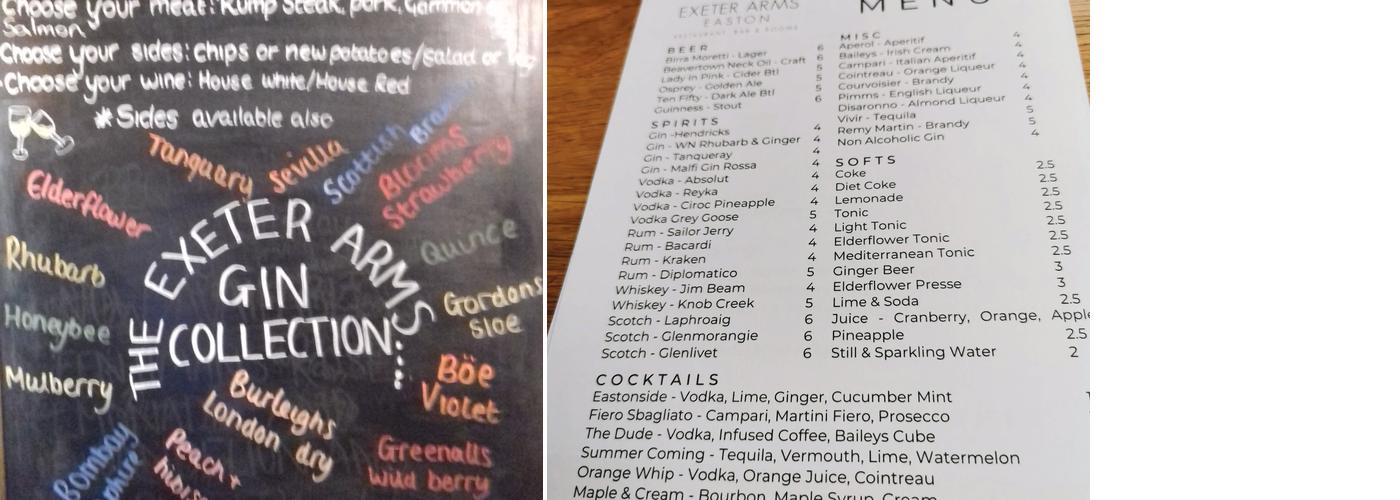 Choose your meat: Rump Steak, pork, Gammon
Salmon
Choose your sides: chips or new potatoes/salad or veg
Choose your wine: House white/House Red
* Sides available also
Tanquary
Sevilla
Scottish
Blooms
Strawberry
Elderflower
Quince
Rhubarb
Gordons
Sloe
Honeybee
Mulberry
THE EXETER ARMS
GIN
COLLECTION...
Böe
Violet
Burleighs
London dry
Greenalls
wild berry
Peach +
Bombay
EXETER ARMS
EASTON
RESTAURANT, BAR & ROOMS
MENU
BEER
Birra Moretti - Lager 6
Beavertown Neck Oil - Craft 6
Lady in Pink - Cider Btl 5
Osprey - Golden Ale 5
Ten Fifty - Dark Ale Btl 5
Guinness - Stout 6
SPIRITS
Gin -Hendricks 4
Gin - WN Rhubarb & Ginger 4
Gin - Tanqueray 4
Gin - Malfi Gin Rossa 4
Vodka - Absolut 4
Vodka - Reyka 4
Vodka - Ciroc Pineapple 4
Vodka Grey Goose 5
Rum - Sailor Jerry 4
Rum - Bacardi 4
Rum - Kraken 4
Rum - Diplomatico 5
Whiskey - Jim Beam 4
Whiskey - Knob Creek 5
Scotch - Laphroaig 6
Scotch - Glenmorangie 6
Scotch - Glenlivet 6
MISC
Aperol - Aperitif 4
Baileys - Irish Cream 4
Campari - Italian Aperitif 4
Cointreau - Orange Liqueur 4
Courvoisier - Brandy 4
Pimms - English Liqueur 4
Disaronno - Almond Liqueur 4
Vivir - Tequila 5
Remy Martin - Brandy 5
Non Alcoholic Gin 4
SOFTS
Coke 2.5
Diet Coke 2.5
Lemonade 2.5
Tonic 2.5
Light Tonic 2.5
Elderflower Tonic 2.5
Mediterranean Tonic 2.5
Ginger Beer 3
Elderflower Presse 3
Lime & Soda 2.5
Juice - Cranberry, Orange, Apple
Pineapple 2.5
Still & Sparkling Water 2
COCKTAILS
Eastonside - Vodka, Lime, Ginger, Cucumber Mint
Fiero Sbagliato - Campari, Martini Fiero, Prosecco
The Dude - Vodka, Infused Coffee, Baileys Cube
Summer Coming - Tequila, Vermouth, Lime, Watermelon
Orange Whip - Vodka, Orange Juice, Cointreau
Maple & Cream - Bourbon, Maple Syrup, Cream